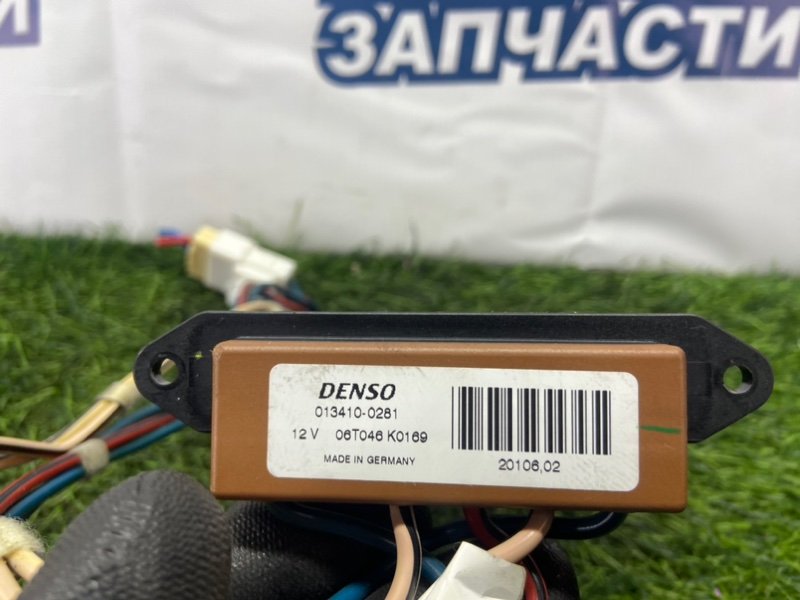 И
ЗАПЧАСТИ
DENSO
013410-0281
12 V 06T046 K0169
MADE IN GERMANY
20106,02